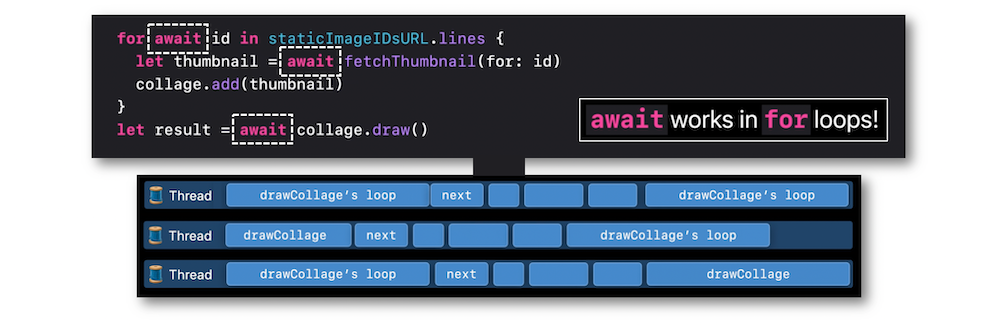 for await id in staticImageIDsURL.lines {
let thumbnail = await fetchThumbnail(for: id)
collage.add(thumbnail)
}
let result = await collage.draw()
await works in for loops!
Thread drawCollage’s loop next drawCollage’s loop
Thread drawCollage next drawCollage’s loop
Thread drawCollage’s loop next drawCollage